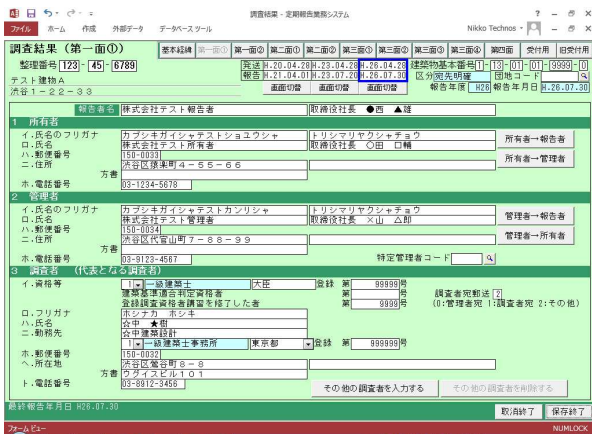 調査結果 - 定期報告業務システム
ファイル ホーム 作成 外部データ データベース ツール Nikko Technos
調査結果（第一面①） 基本経緯 第一面① 第一面② 第二面① 第二面② 第三面① 第三面② 第三面③ 第三面④ 第四面 受付用 旧受付用
整理番号 123 - 45 - 6789 発送 H.20.04.28 H.23.04.28 H.26.04.28 建築物基本番号 1 - 13 - 01 - 01 - 9999 - 0
テスト建物A 報告 H.21.04.01 H.23.07.20 H.26.07.30 区分 宛先明確 団地コード
渋谷１－２２－３３ 画面切替 画面切替 画面切替 報告年度 H26 報告年月日 H.26.07.30
報告者名 株式会社テスト報告者 取締役社長 ●西 ▲雄
1 所有者
イ.氏名のフリガナ カブシキガイシャテストショユウシャ トリシマリヤクシャチョウ 所有者→報告者
ロ.氏名 株式会社テスト所有者 取締役社長 〇田 口輔
ハ.郵便番号 150-0033 所有者→管理者
ニ.住所 渋谷区猿楽町４－５５－６６
方書
ホ.電話番号 03-1234-5678
2 管理者
イ.氏名のフリガナ カブシキガイシャテストカンリシャ トリシマリヤクシャチョウ 管理者→報告者
ロ.氏名 株式会社テスト管理者 取締役社長 ×山 △郎
ハ.郵便番号 150-0034 管理者→所有者
ニ.住所 渋谷区代官山町７－８８－９９
方書
ホ.電話番号 03-9123-4567 特定管理者コード
3 調査者 （代表となる調査者）
イ.資格等 1 一級建築士 大臣 登録 第 99999 号
建築基準適合判定資格者 第 号 調査者宛郵送 2
登録調査資格者講習を修了した者 第 9999 号 (0:管理者宛 1:調査者宛 2:その他)
ロ.フリガナ ホシナカ ホシキ
ハ.氏名 ☆中 ★樹
ニ.勤務先 ☆中建築設計
1 一級建築士事務所 東京都 登録 第 999999 号
ホ.郵便番号 150-0032
ヘ.所在地 渋谷区鶯谷町８－８
方書 ウグイスビル１０１
ト.電話番号 03-8912-3456 その他の調査者を入力する その他の調査者を削除する
最終報告年月日 H26.07.30 取消終了 保存終了
フォーム ビュー NUMLOCK